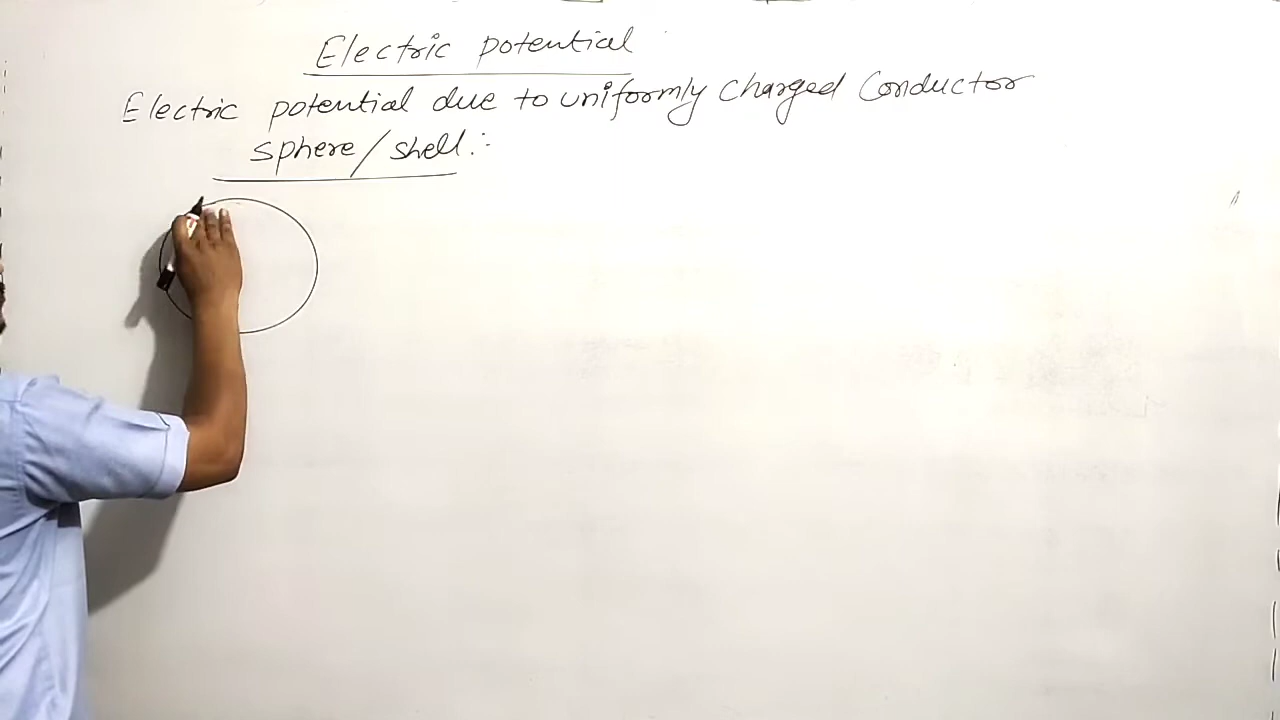 Electric potential
Electric potential due to uniformly charged Conductor
sphere/shell:-